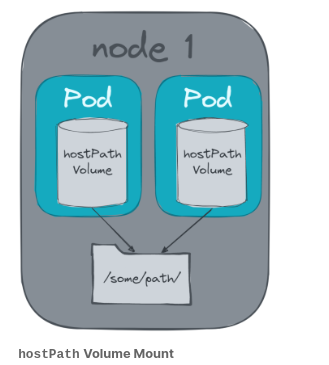 node 1
Pod
Pod
hostPath
Volume
hostPath
Volume
/some/path/
hostPath Volume Mount